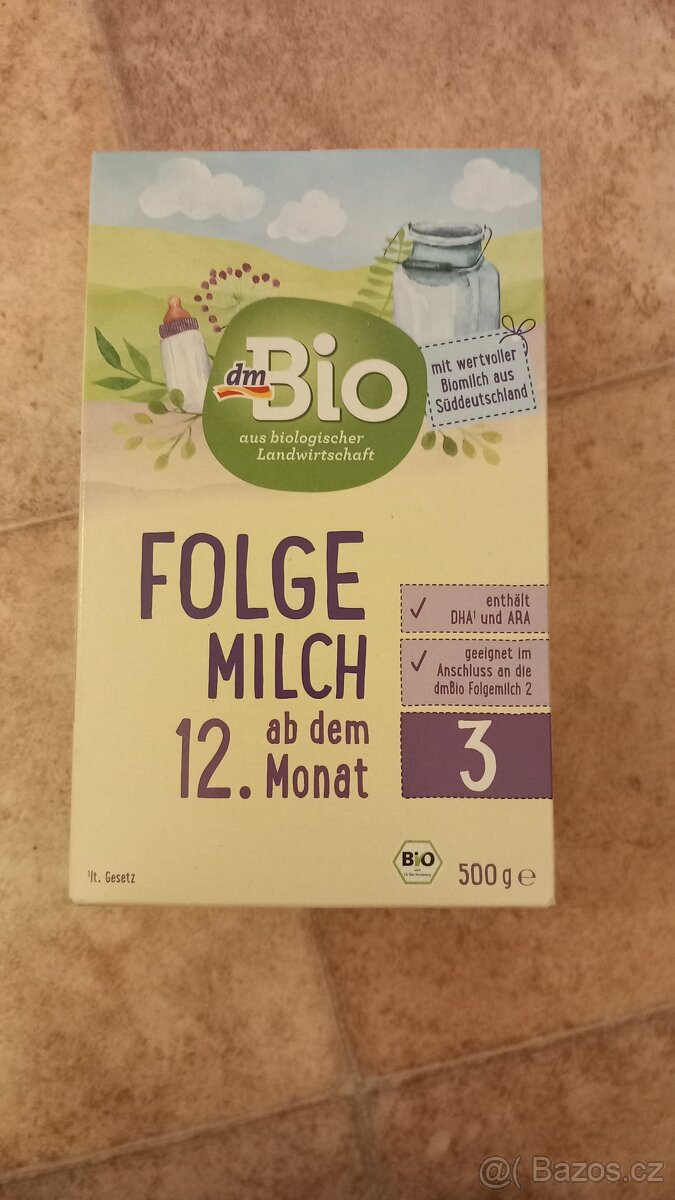 dm
Bio
aus biologischer
Landwirtschaft
mit wertvoller
Biomilch aus
Süddeutschland
FOLGE
MILCH
ab dem
12. Monat
enthält
DHA¹ und ARA
geeignet im
Anschluss an die
dmBio Folgemilch 2
3
¹lt. Gesetz
Bio
500 g ℮
@( Bazos.cz